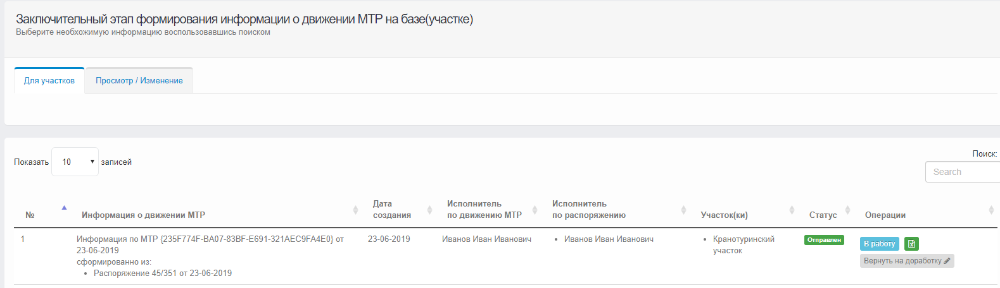 Заключительный этап формирования информации о движении МТР на базе(участке)
Выберите необхожимую информацию воспользовавшись поиском
Для участков
Просмотр / Изменение
Показать 10 записей
Поиск:
Search
№
Информация о движении МТР
Дата
создания
Исполнитель
по движению МТР
Исполнитель
по распоряжению
Участок(ки)
Статус
Операции
1
Информация по МТР {235F774F-BA07-83BF-E691-321AEC9FA4E0} от
23-06-2019
сформированно из:
Распоряжение 45/351 от 23-06-2019
23-06-2019
Иванов Иван Иванович
Иванов Иван Иванович
Кранотуринский
участок
Отправлен
В работу
Вернуть на доработку